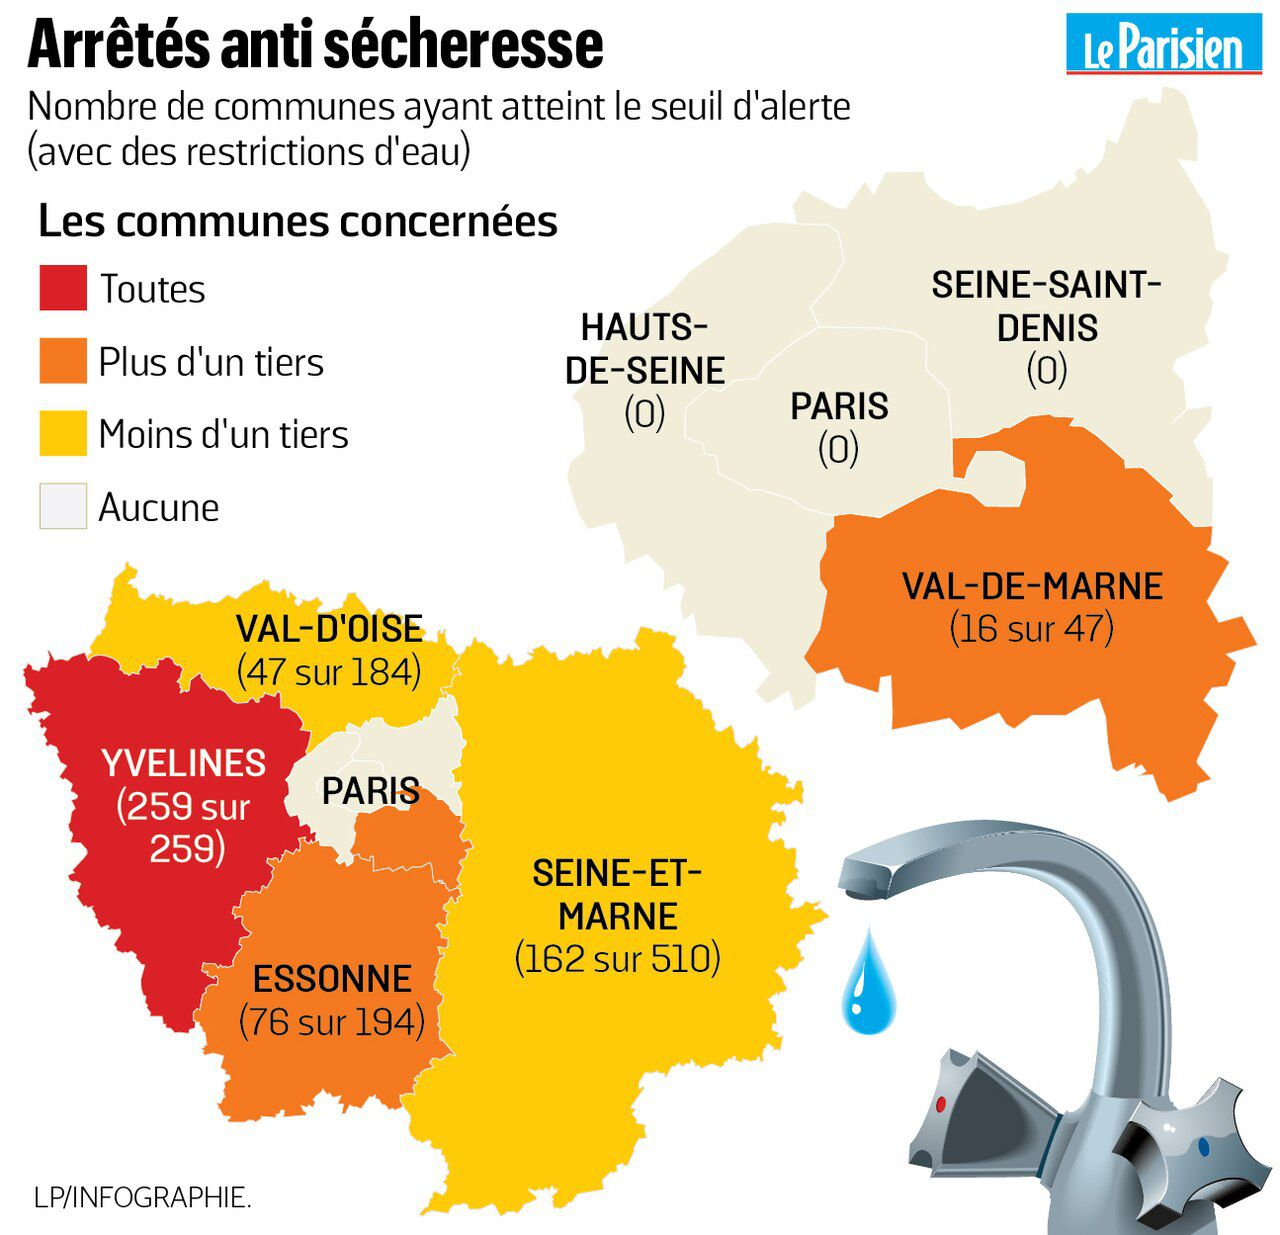 Arrêtés anti sécheresse
Le Parisien
Nombre de communes ayant atteint le seuil d'alerte
(avec des restrictions d'eau)
Les communes concernées
Toutes
Plus d'un tiers
Moins d'un tiers
Aucune
HAUTS-
DE-SEINE
(0)
PARIS
(0)
SEINE-SAINT-
DENIS
(0)
VAL-DE-MARNE
(16 sur 47)
VAL-D'OISE
(47 sur 184)
YVELINES
(259 sur
259)
PARIS
SEINE-ET-
MARNE
(162 sur 510)
ESSONNE
(76 sur 194)
LP/INFOGRAPHIE.